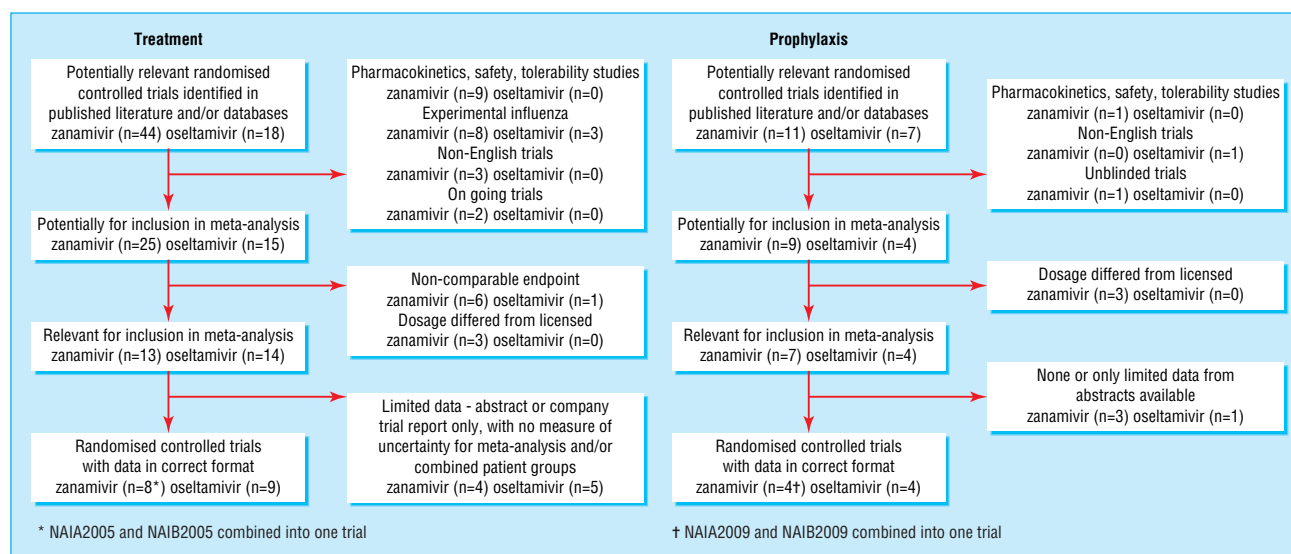 Treatment
Potentially relevant randomised
controlled trials identified in
published literature and/or databases
zanamivir (n=44) oseltamivir (n=18)
Pharmacokinetics, safety, tolerability studies
zanamivir (n=9) oseltamivir (n=0)
Experimental influenza
zanamivir (n=8) oseltamivir (n=3)
Non-English trials
zanamivir (n=3) oseltamivir (n=0)
On going trials
zanamivir (n=2) oseltamivir (n=0)
Potentially for inclusion in meta-analysis
zanamivir (n=25) oseltamivir (n=15)
Non-comparable endpoint
zanamivir (n=6) oseltamivir (n=1)
Dosage differed from licensed
zanamivir (n=3) oseltamivir (n=0)
Relevant for inclusion in meta-analysis
zanamivir (n=13) oseltamivir (n=14)
Limited data - abstract or company
trial report only, with no measure of
uncertainty for meta-analysis and/or
combined patient groups
zanamivir (n=4) oseltamivir (n=5)
Randomised controlled trials
with data in correct format
zanamivir (n=8*) oseltamivir (n=9)
* NAIA2005 and NAIB2005 combined into one trial
Prophylaxis
Potentially relevant randomised
controlled trials identified in
published literature and/or databases
zanamivir (n=11) oseltamivir (n=7)
Pharmacokinetics, safety, tolerability studies
zanamivir (n=1) oseltamivir (n=0)
Non-English trials
zanamivir (n=0) oseltamivir (n=1)
Unblinded trials
zanamivir (n=1) oseltamivir (n=0)
Potentially for inclusion in meta-analysis
zanamivir (n=9) oseltamivir (n=4)
Dosage differed from licensed
zanamivir (n=3) oseltamivir (n=0)
Relevant for inclusion in meta-analysis
zanamivir (n=7) oseltamivir (n=4)
None or only limited data from
abstracts available
zanamivir (n=3) oseltamivir (n=1)
Randomised controlled trials
with data in correct format
zanamivir (n=4†) oseltamivir (n=4)
† NAIA2009 and NAIB2009 combined into one trial